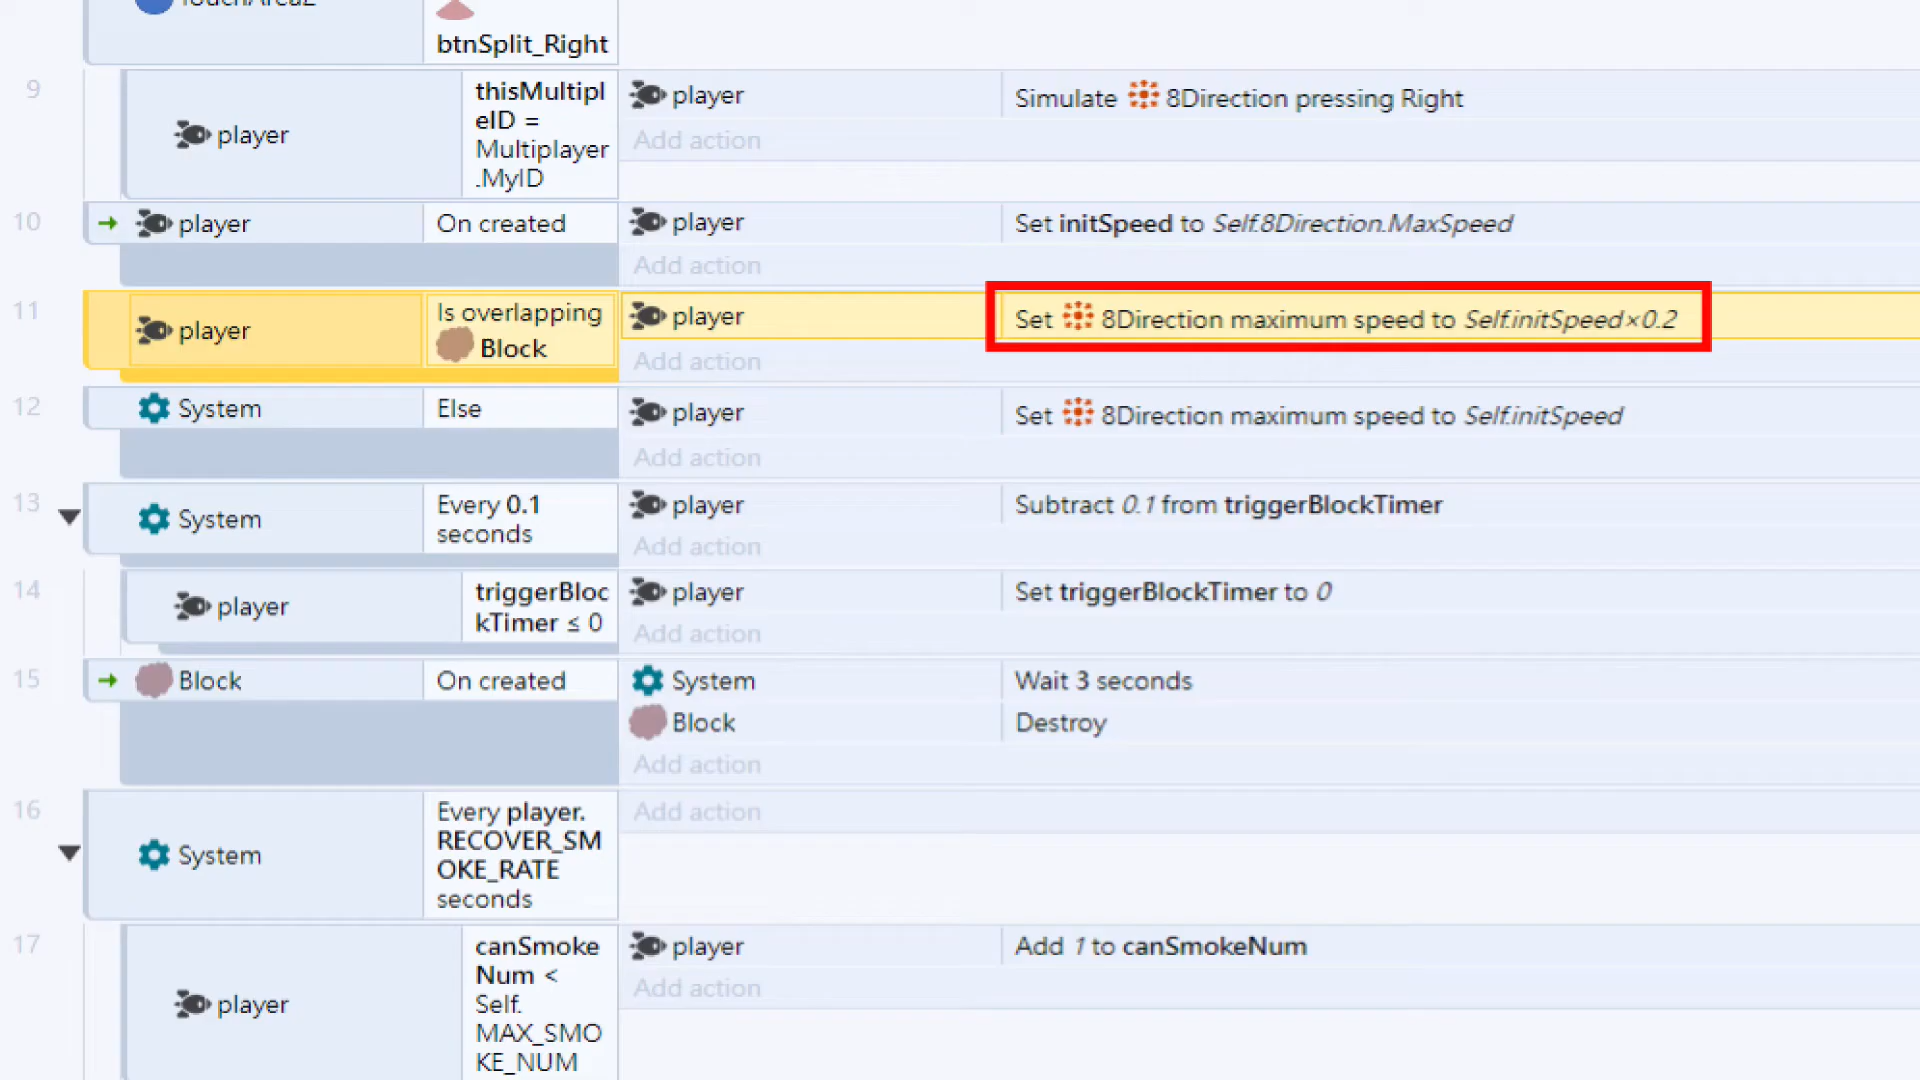 TouchArea2
btnSplit_Right
9
player
thisMultipl
eID =
Multiplayer
.MyID
player
Simulate 8Direction pressing Right
Add action
10
player
On created
player
Set initSpeed to Self.8Direction.MaxSpeed
Add action
11
player
Is overlapping
Block
player
Set 8Direction maximum speed to Self.initSpeed×0.2
Add action
12
System
Else
player
Set 8Direction maximum speed to Self.initSpeed
Add action
13
System
Every 0.1
seconds
player
Subtract 0.1 from triggerBlockTimer
Add action
14
player
triggerBloc
kTimer ≤ 0
player
Set triggerBlockTimer to 0
Add action
15
Block
On created
System
Wait 3 seconds
Block
Destroy
Add action
16
System
Every player.
RECOVER_SM
OKE_RATE
seconds
Add action
17
player
canSmoke
Num <
Self.
MAX_SMO
KE_NUM
player
Add 1 to canSmokeNum
Add action